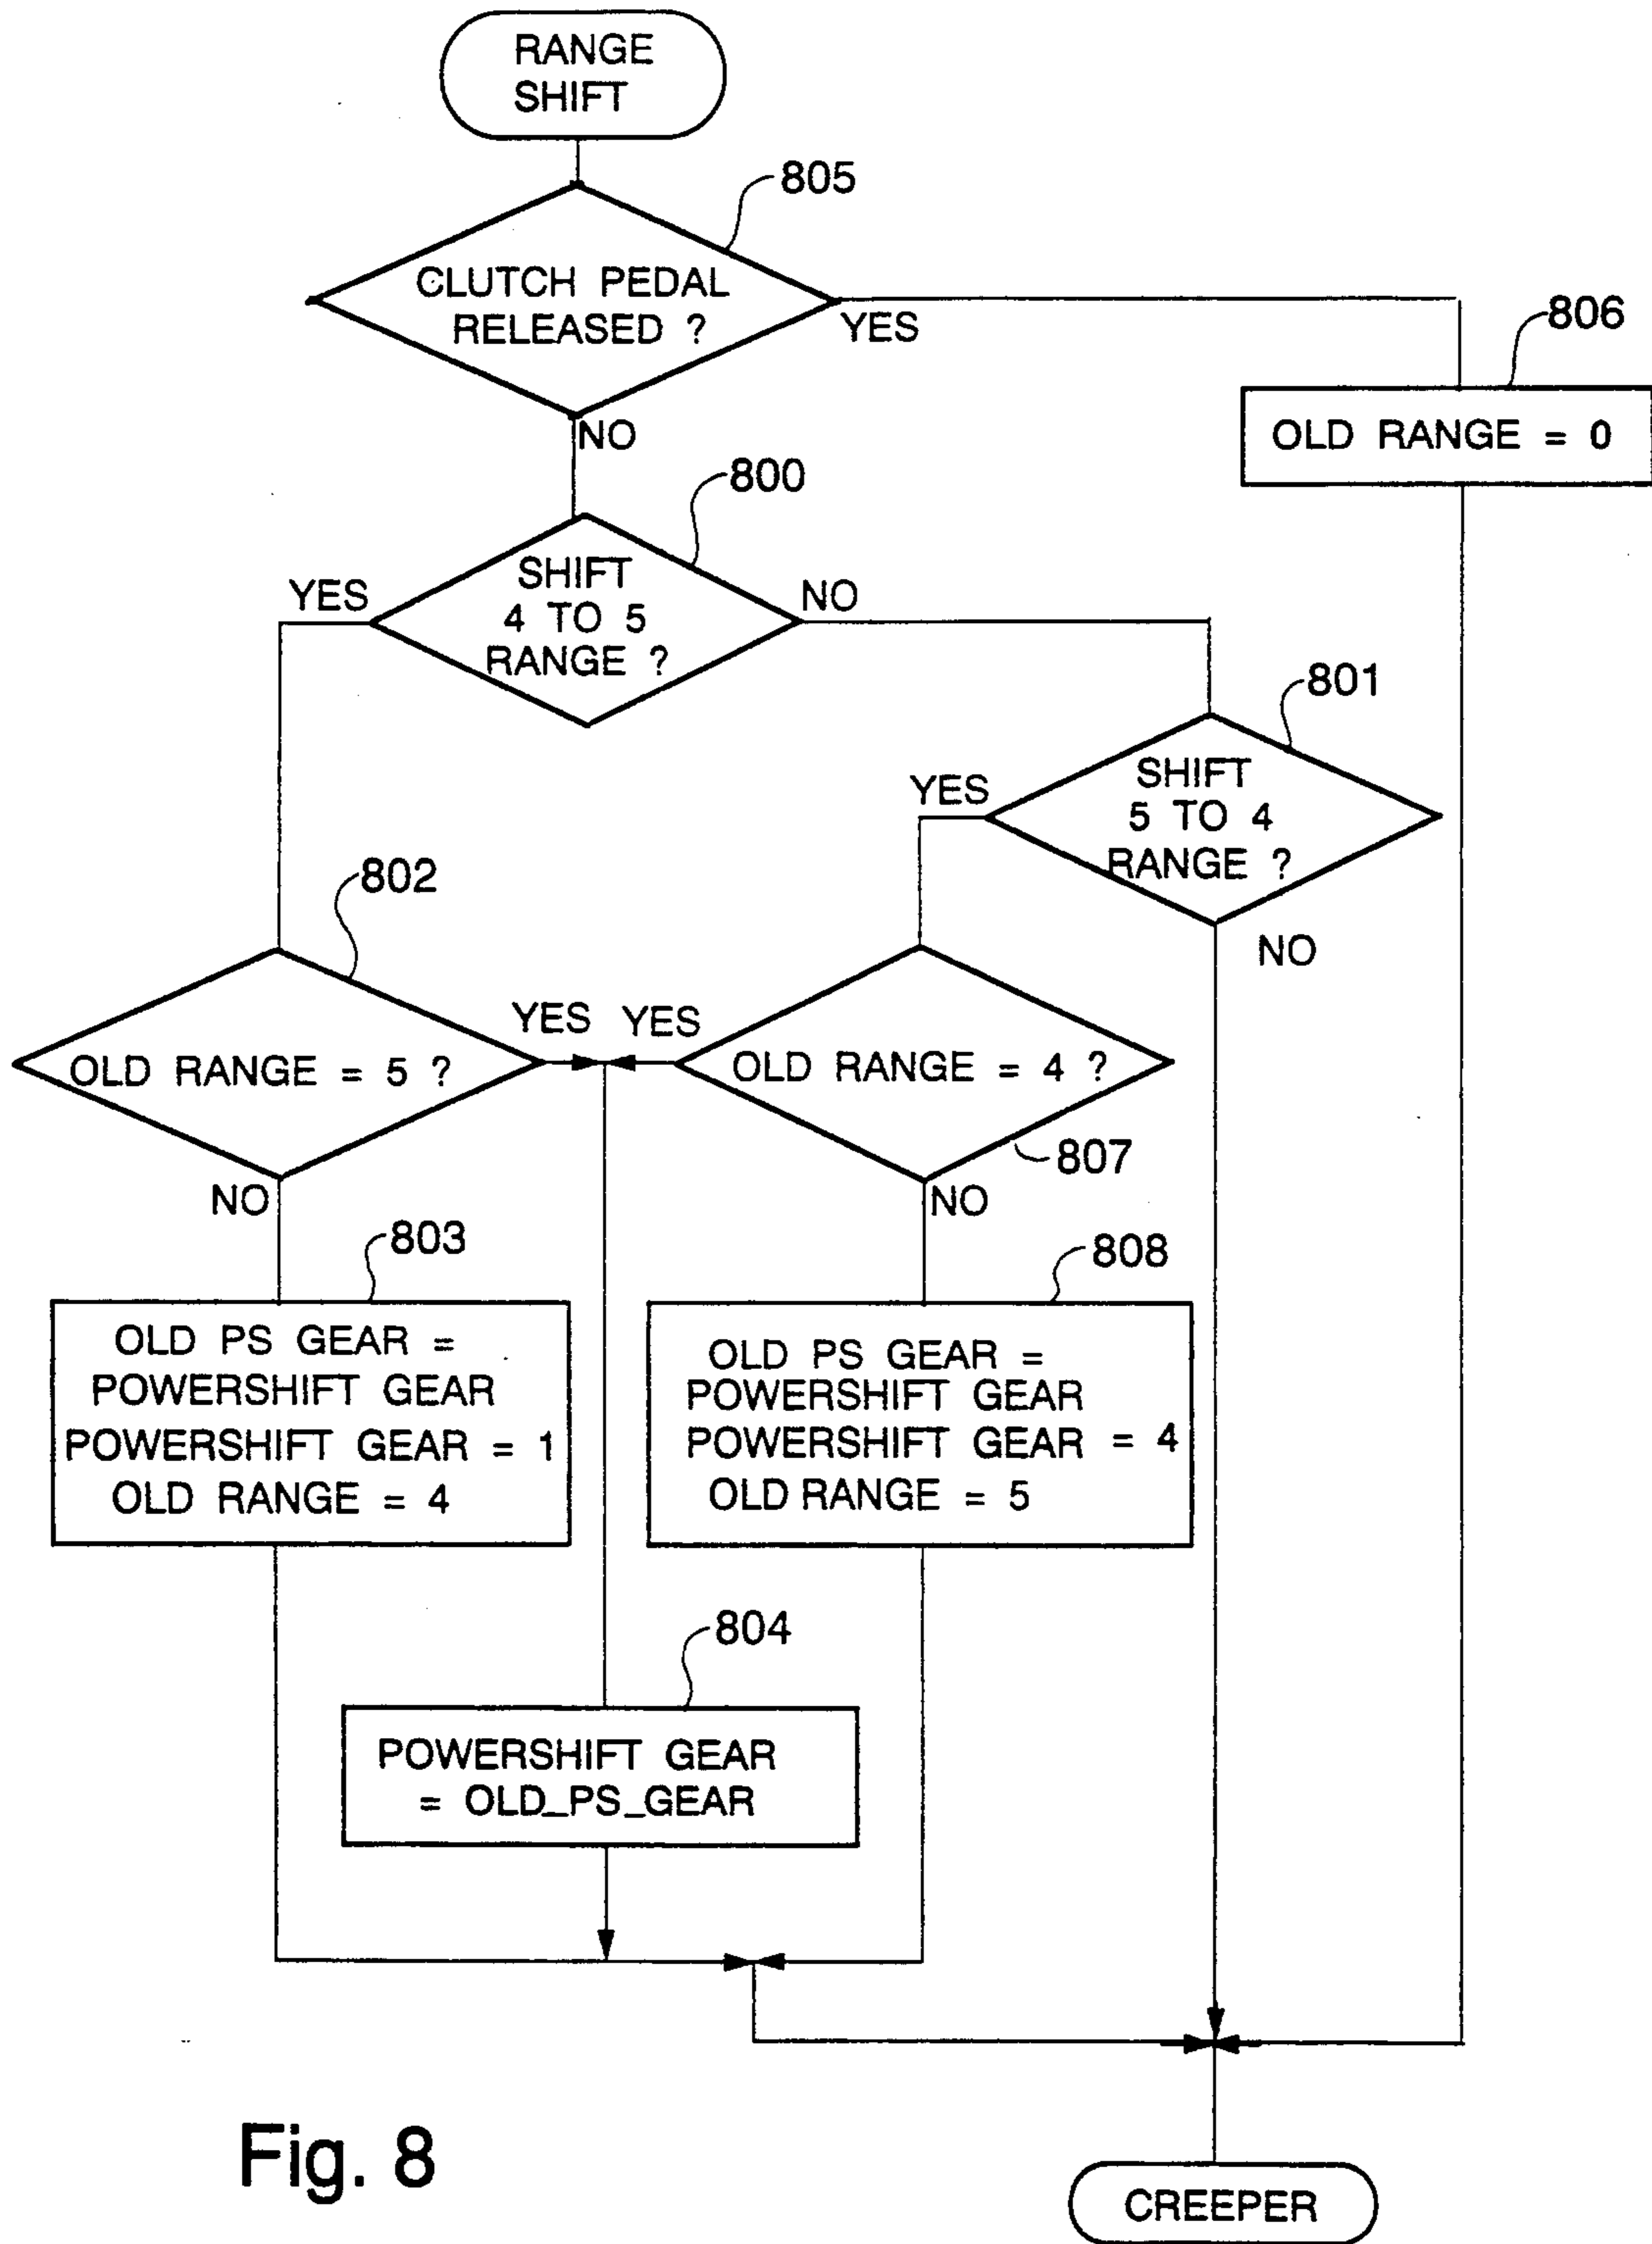 RANGE
SHIFT
805
CLUTCH PEDAL
RELEASED ?
YES
806
OLD RANGE = 0
NO
800
SHIFT
4 TO 5
RANGE ?
YES
NO
801
SHIFT
5 TO 4
RANGE ?
YES
NO
802
OLD RANGE = 5 ?
YES
YES
OLD RANGE = 4 ?
807
NO
NO
803
OLD PS GEAR =
POWERSHIFT GEAR
POWERSHIFT GEAR = 1
OLD RANGE = 4
808
OLD PS GEAR =
POWERSHIFT GEAR
POWERSHIFT GEAR = 4
OLD RANGE = 5
804
POWERSHIFT GEAR
= OLD_PS_GEAR
Fig. 8
CREEPER